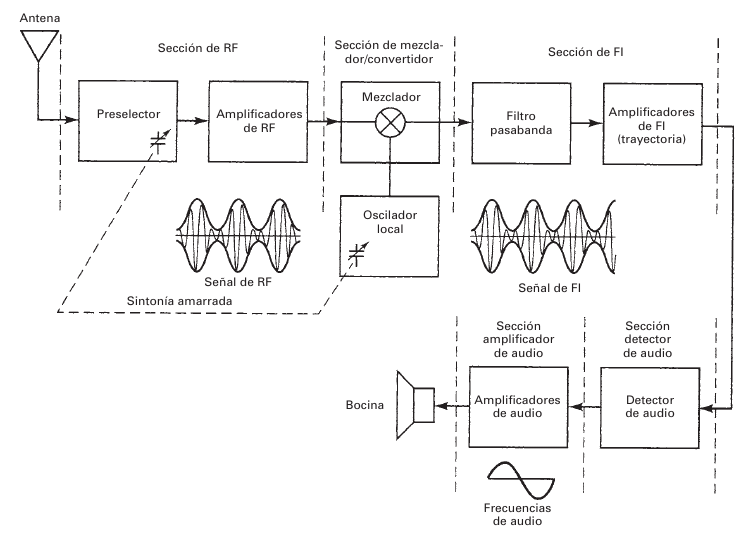 Antena
Sección de RF
Sección de mezcla-
dor/convertidor
Sección de FI
Preselector
Amplificadores
de RF
Mezclador
Filtro
pasabanda
Amplificadores
de FI
(trayectoria)
Oscilador
local
Señal de RF
Señal de FI
Sintonía amarrada
Sección
amplificador
de audio
Sección
detector
de audio
Bocina
Amplificadores
de audio
Detector
de audio
Frecuencias
de audio